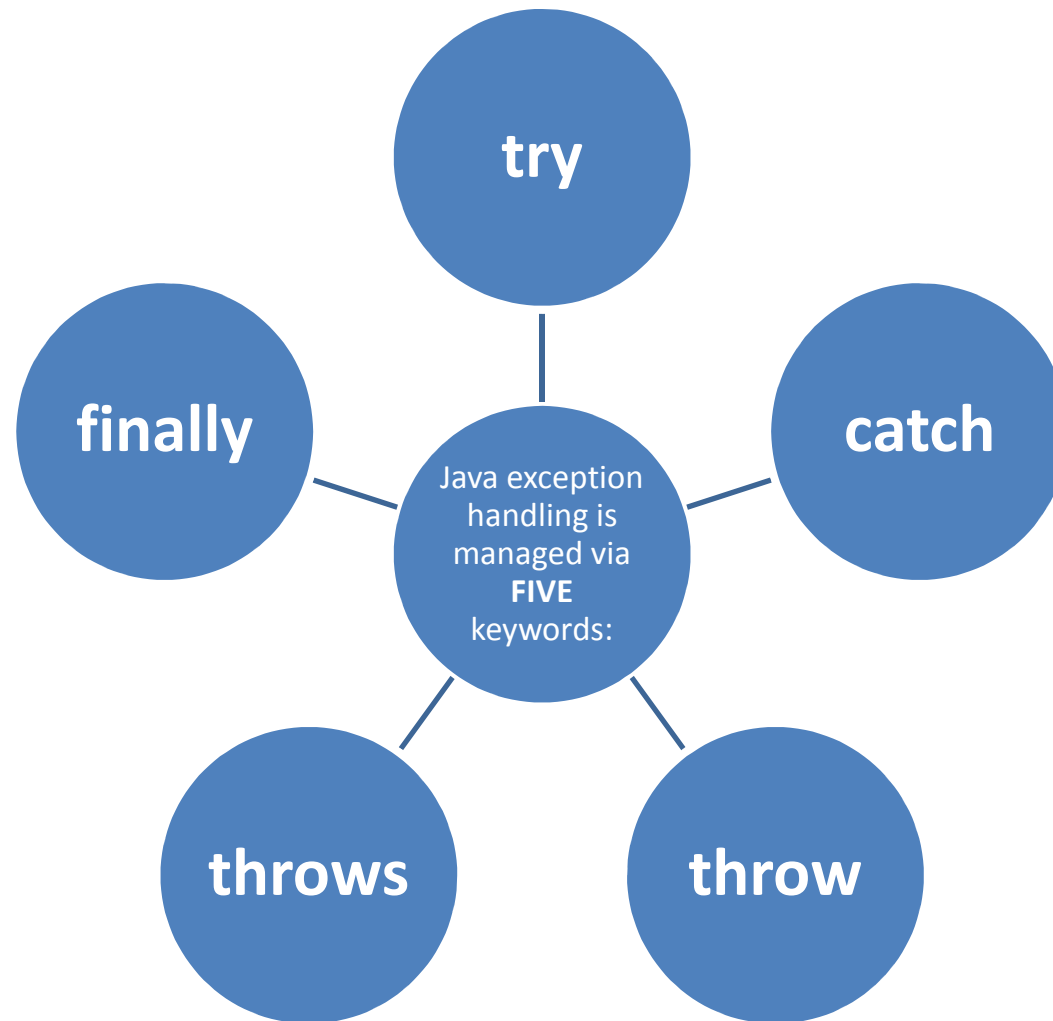 try
finally
catch
Java exception
handling is
managed via
FIVE
keywords:
throws
throw